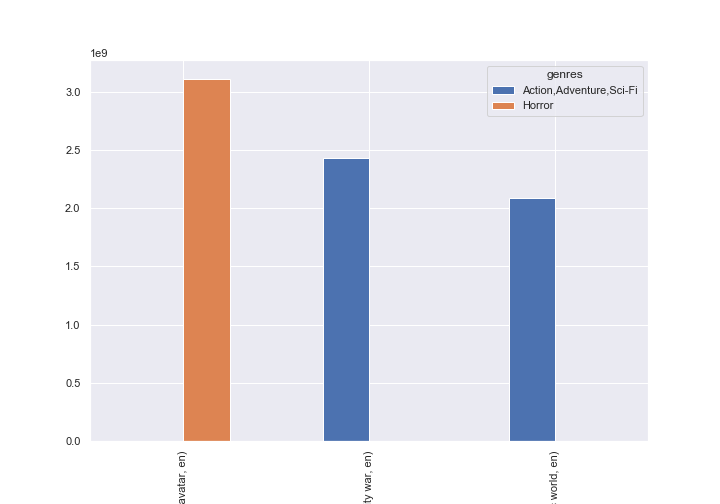 1e9
genres
Action,Adventure,Sci-Fi
Horror
3.0
2.5
2.0
1.5
1.0
0.5
0.0
avatar, en)
war, en)
world, en)